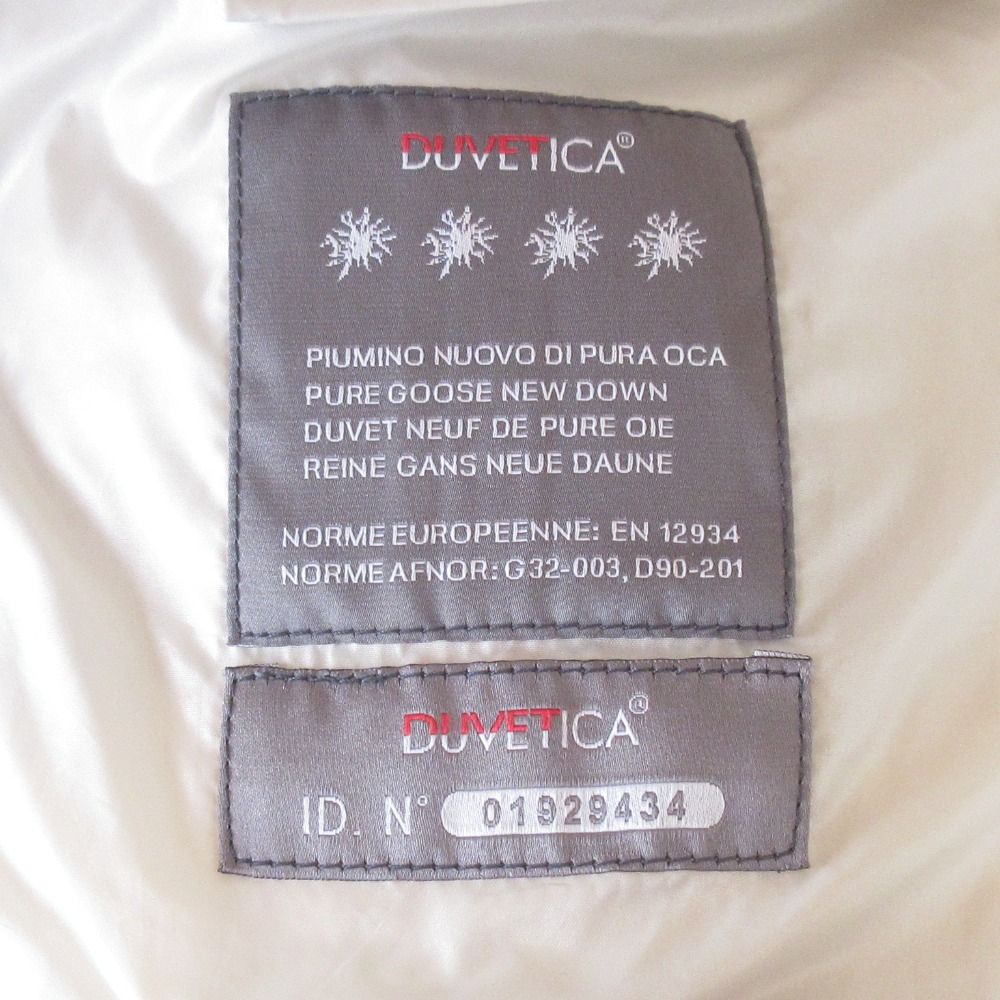 DUVETICA®
PIUMINO NUOVO DI PURA OCA
PURE GOOSE NEW DOWN
DUVET NEUF DE PURE OIE
REINE GANS NEUE DAUNE
NORME EUROPEENNE: EN 12934
NORME AFNOR: G32-003, D90-201
DUVETICA®
ID. N° 01929434